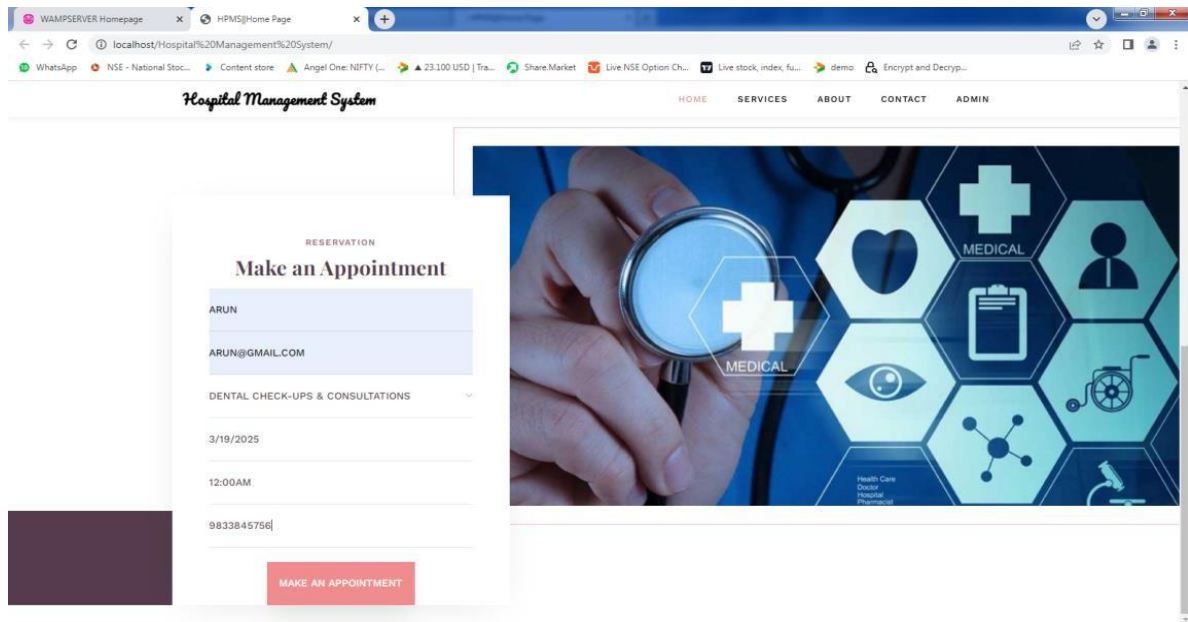 WAMPSERVER Homepage
HPMS||Home Page
localhost/Hospital%20Management%20System/
WhatsApp
NSE - National Stoc...
Content store
Angel One: NIFTY (...
▲ 23.100 USD | Tra...
Share.Market
Live NSE Option Ch...
Live stock, index, fu...
demo
Encrypt and Decryp...
Hospital Management System
HOME
SERVICES
ABOUT
CONTACT
ADMIN
RESERVATION
Make an Appointment
ARUN
ARUN@GMAIL.COM
DENTAL CHECK-UPS & CONSULTATIONS
3/19/2025
12:00AM
9833845756
MAKE AN APPOINTMENT
MEDICAL
MEDICAL
Health Care
Doctor
Hospital
Pharmacist